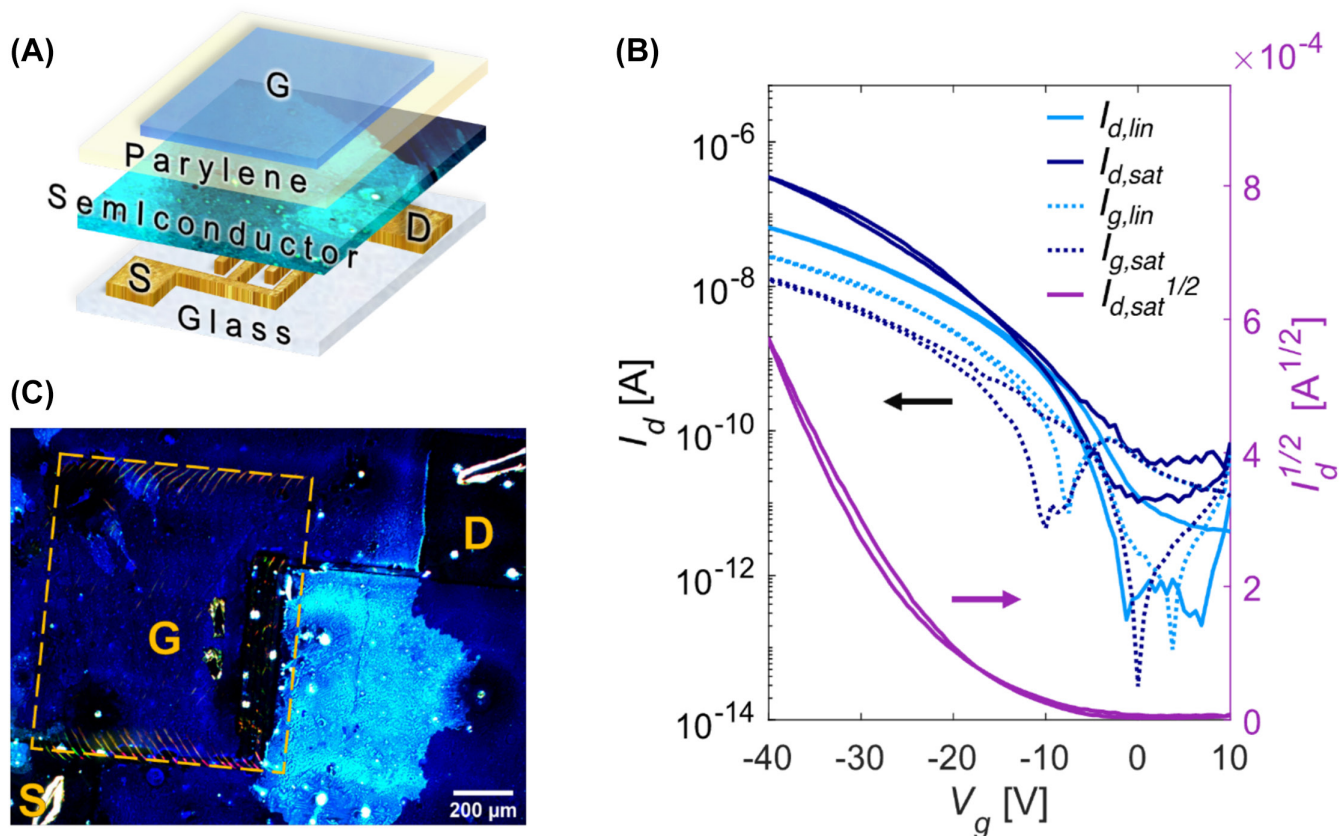 (A)
G
Parylene
SemIconductor
D
S
Glass
(B)
×10⁻⁴
I_d,lin
I_d,sat
I_g,lin
I_g,sat
I_d,sat^1/2
10⁻⁶
10⁻⁸
10⁻¹⁰
10⁻¹²
10⁻¹⁴
I_d [A]
8
6
4
2
0
I_d^1/2 [A^1/2]
-40 -30 -20 -10 0 10
V_g [V]
(C)
D
G
S
200 µm